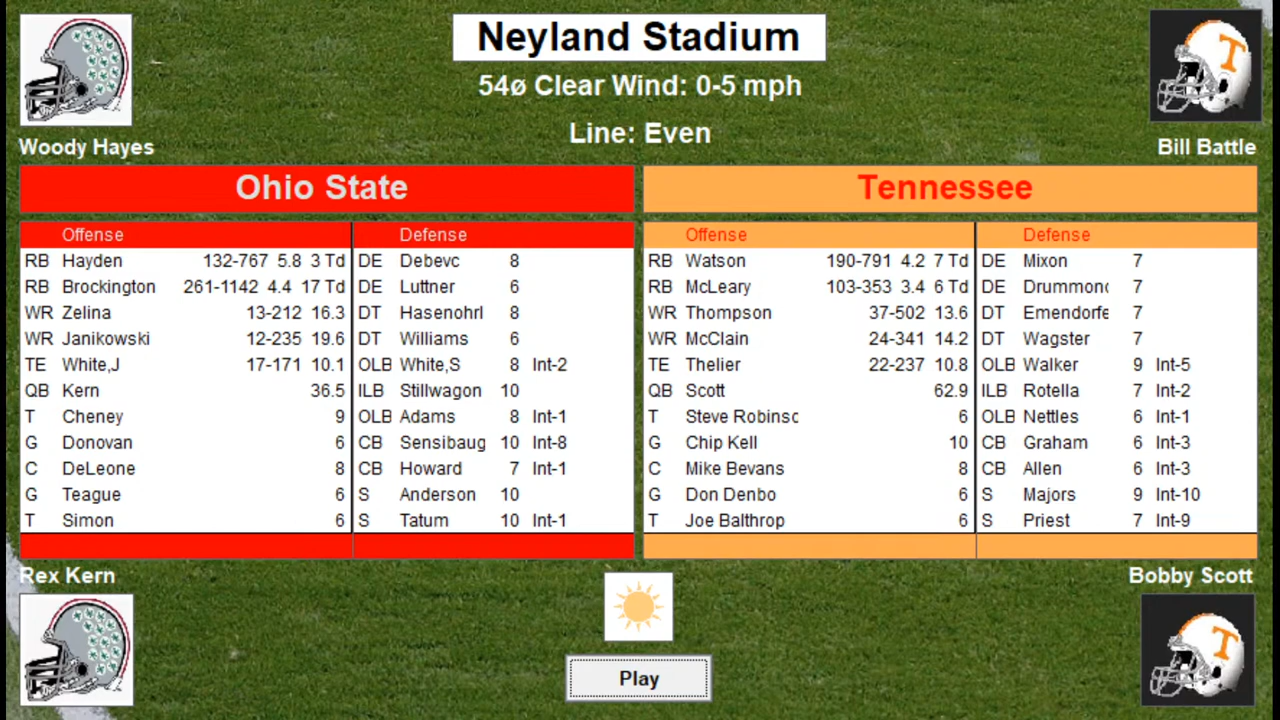 Neyland Stadium
54ø Clear Wind: 0-5 mph
Line: Even
Woody Hayes
Bill Battle
Ohio State
Offense Defense
RB Hayden 132-767 5.8 3 Td DE Debevc 8
RB Brockington 261-1142 4.4 17 Td DE Luttner 6
WR Zelina 13-212 16.3 DT Hasenohrl 8
WR Janikowski 12-235 19.6 DT Williams 6
TE White,J 17-171 10.1 OLB White,S 8 Int-2
QB Kern 36.5 ILB Stillwagon 10
T Cheney 9 OLB Adams 8 Int-1
G Donovan 6 CB Sensibaug 10 Int-8
C DeLeone 8 CB Howard 7 Int-1
G Teague 6 S Anderson 10
T Simon 6 S Tatum 10 Int-1
Tennessee
Offense Defense
RB Watson 190-791 4.2 7 Td DE Mixon 7
RB McLeary 103-353 3.4 6 Td DE Drummond 7
WR Thompson 37-502 13.6 DT Emendorfe 7
WR McClain 24-341 14.2 DT Wagster 7
TE Thelier 22-237 10.8 OLB Walker 9 Int-5
QB Scott 62.9 ILB Rotella 7 Int-2
T Steve Robinsc 6 OLB Nettles 6 Int-1
G Chip Kell 10 CB Graham 6 Int-3
C Mike Bevans 8 CB Allen 6 Int-3
G Don Denbo 6 S Majors 9 Int-10
T Joe Balthrop 6 S Priest 7 Int-9
Rex Kern
Bobby Scott
T
T
Play